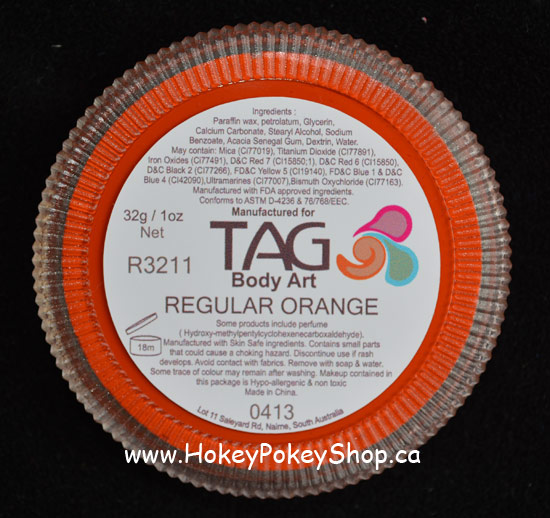 Ingredients :
Paraffin wax, petrolatum, Glycerin,
Calcium Carbonate, Stearyl Alcohol, Sodium
Benzoate, Acacia Senegal Gum, Dextrin, Water.
May contain: Mica (CI77019), Titanium Dioxide (CI77891),
Iron Oxides (CI77491), D&C Red 7 (CI15850;1), D&C Red 6 (CI15850),
D&C Black 2 (CI77266), FD&C Yellow 5 (CI19140), FD&C Blue 1 & D&C
Blue 4 (CI42090),Ultramarines (CI77007),Bismuth Oxychloride (CI77163).
Manufactured with FDA approved ingredients.
Conforms to ASTM D-4236 & 76/768/EEC.
32g / 1oz
Net
Manufactured for
R3211
TAG
Body Art
REGULAR ORANGE
Some products include perfume
( Hydroxy-methylpentylcyclohexenecarboxaldehyde).
18m
Manufactured with Skin Safe ingredients. Contains small parts
that could cause a choking hazard. Discontinue use if rash
develops. Avoid contact with fabrics. Remove with soap & water.
Some trace of colour may remain after washing. Makeup contained in
this package is Hypo-allergenic & non toxic
Made in China.
0413
Lot 11 Saleyard Rd, Nairne, South Australia
www.HokeyPokeyShop.ca